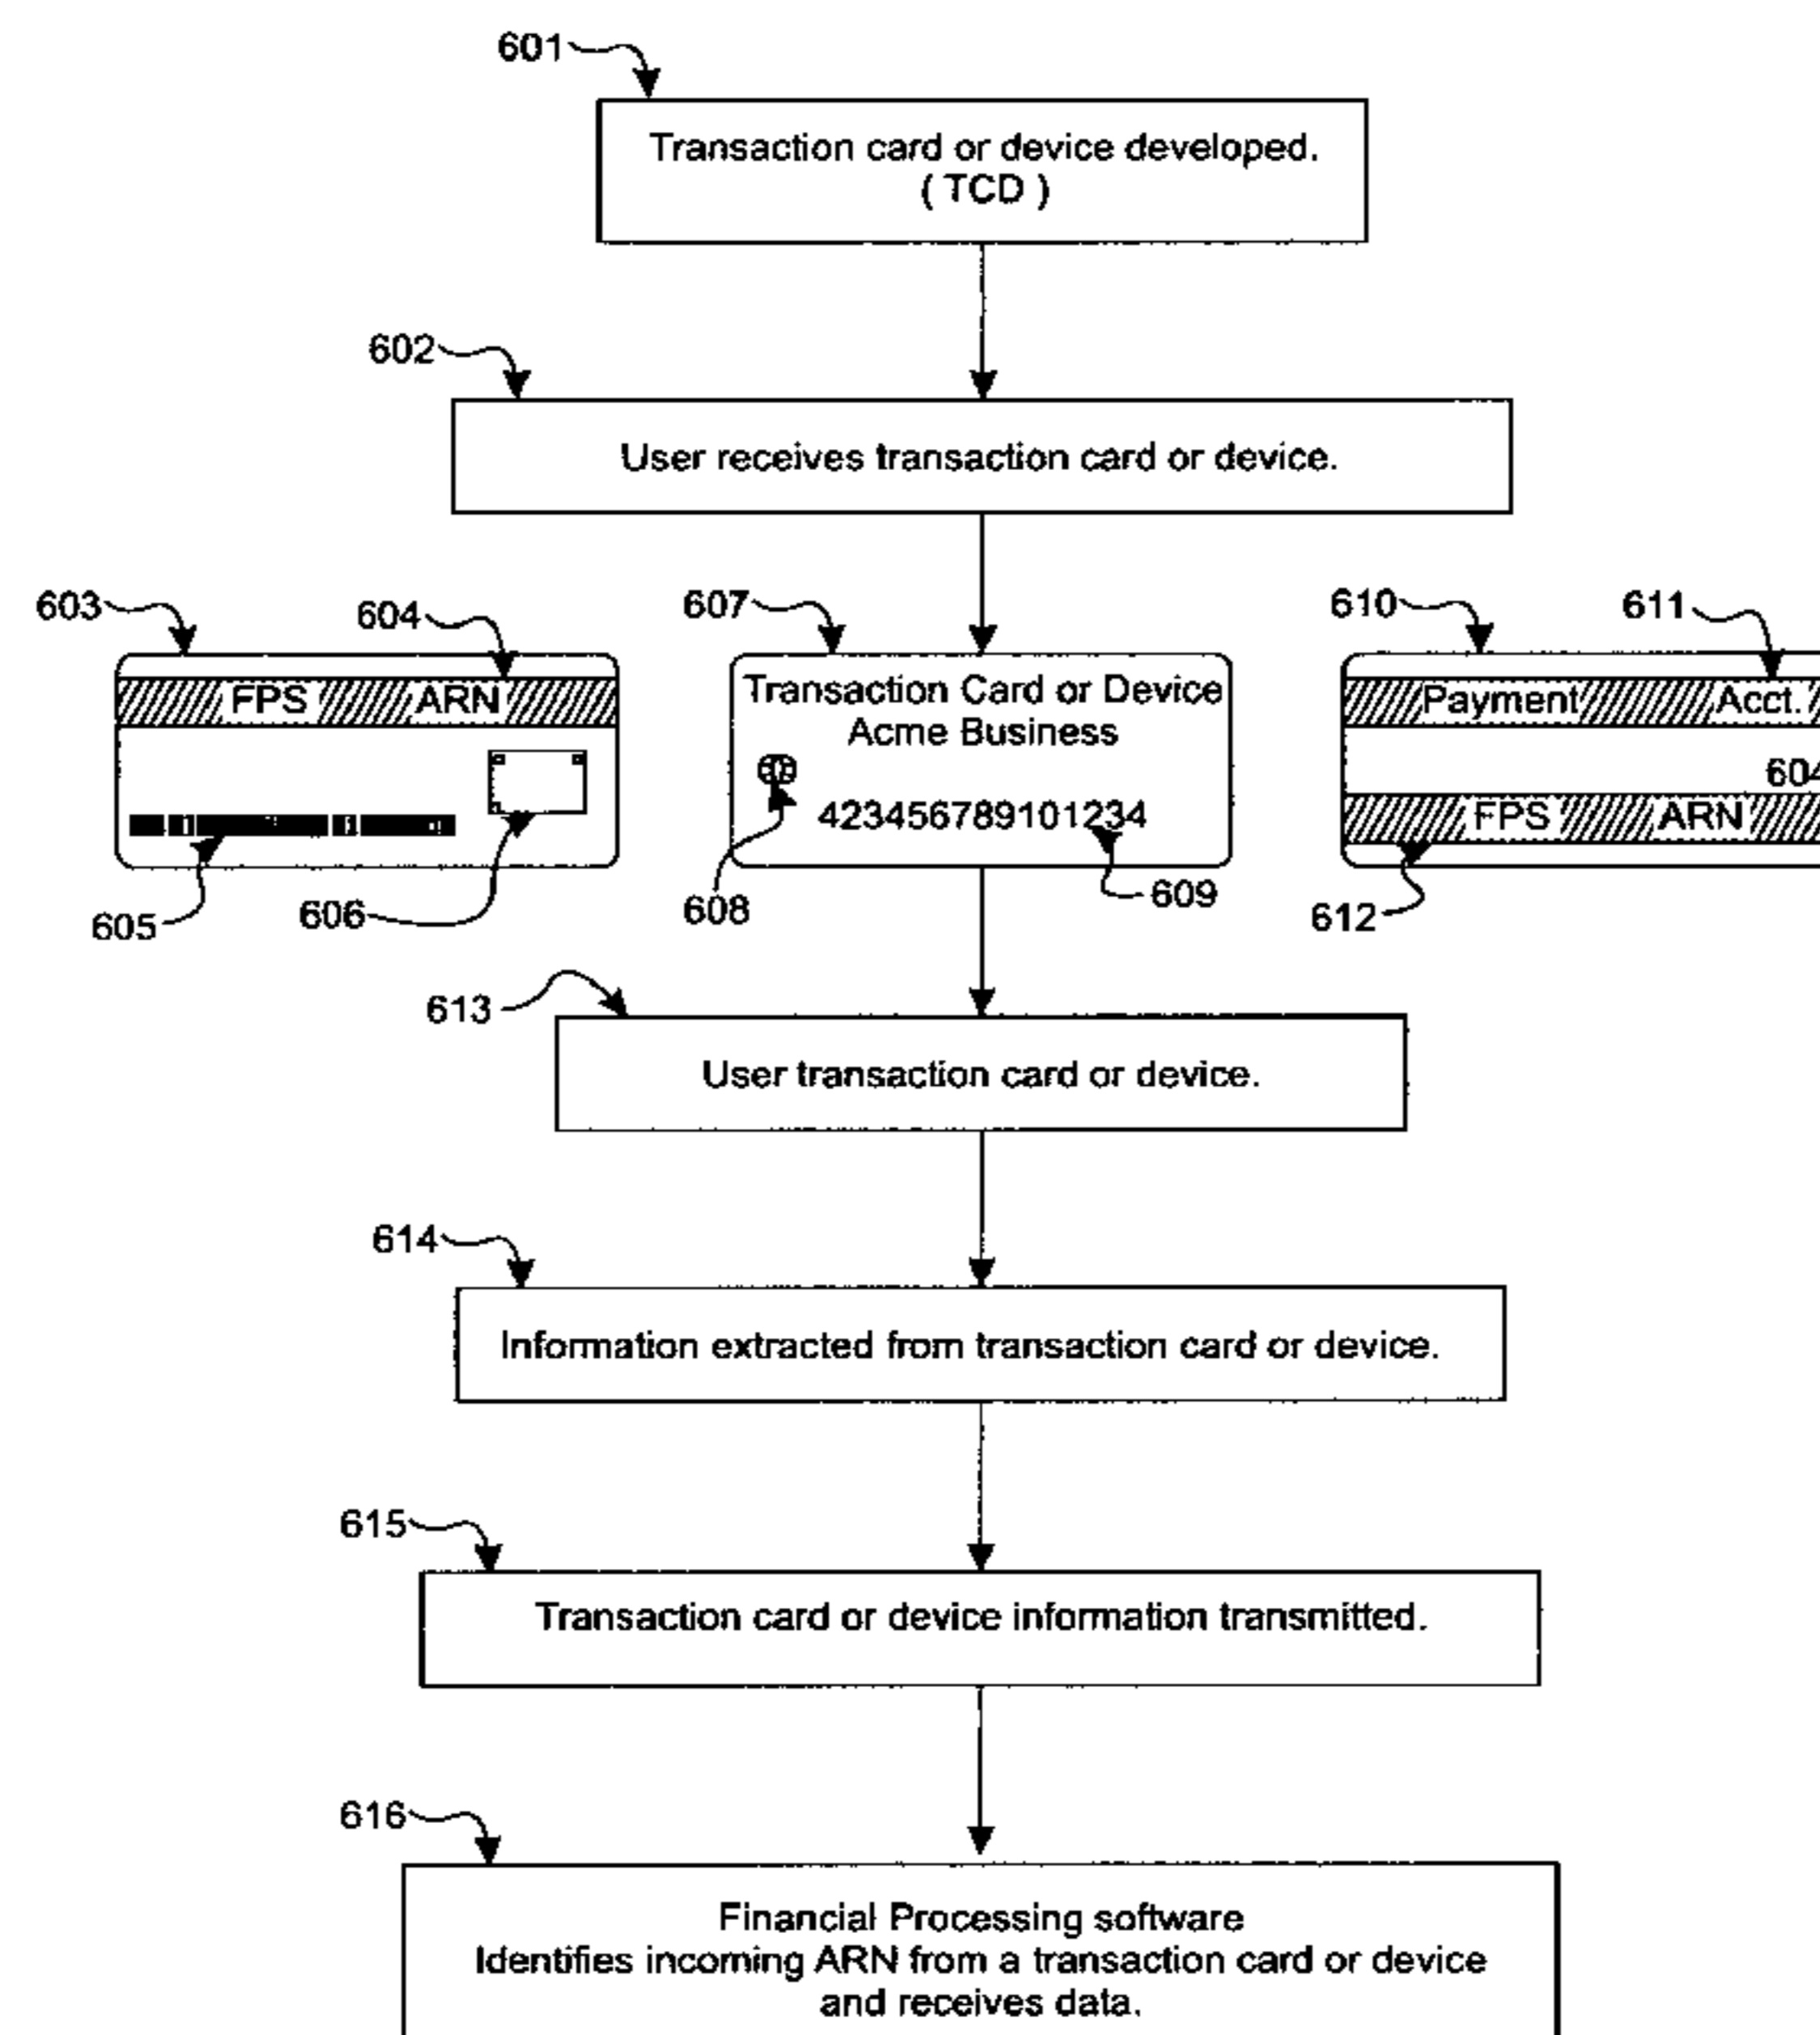 601
Transaction card or device developed.
( TCD )
602
User receives transaction card or device.
603
604
607
610
611
FPS ARN
Transaction Card or Device
Acme Business
423456789101234
Payment Acct.
604
FPS ARN
605
606
608
609
612
613
User transaction card or device.
614
Information extracted from transaction card or device.
615
Transaction card or device information transmitted.
616
Financial Processing software
Identifies incoming ARN from a transaction card or device
and receives data.